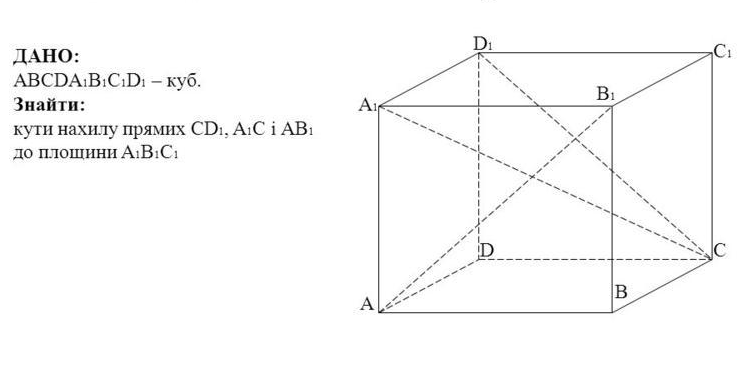 ДАНО:
ABCDA₁B₁C₁D₁ – куб.
Знайти:
кути нахилу прямих CD₁, A₁C і AB₁
до площини A₁B₁C₁
D₁
C₁
A₁
B₁
D
C
A
B